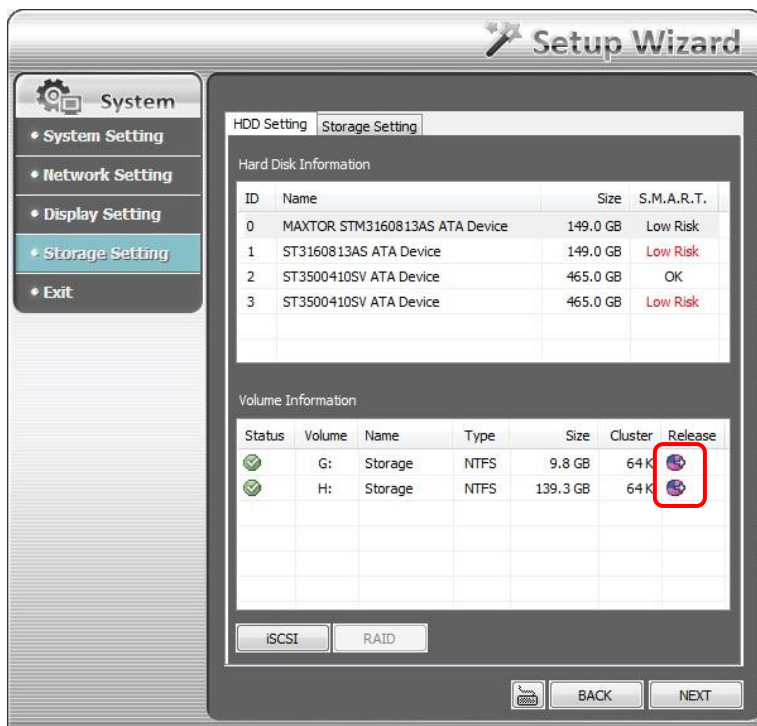 Setup Wizard
System
• System Setting
• Network Setting
• Display Setting
• Storage Setting
• Exit
HDD Setting Storage Setting
Hard Disk Information
ID Name Size S.M.A.R.T.
0 MAXTOR STM3160813AS ATA Device 149.0 GB Low Risk
1 ST3160813AS ATA Device 149.0 GB Low Risk
2 ST3500410SV ATA Device 465.0 GB OK
3 ST3500410SV ATA Device 465.0 GB Low Risk
Volume Information
Status Volume Name Type Size Cluster Release
G: Storage NTFS 9.8 GB 64 K
H: Storage NTFS 139.3 GB 64 K
iSCSI RAID
BACK NEXT